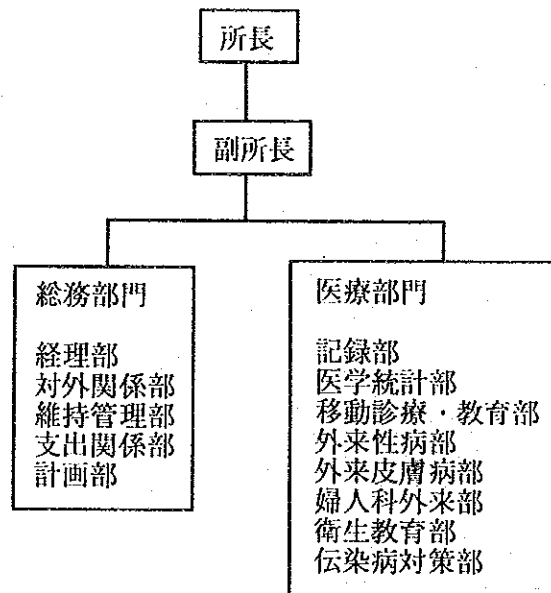 所長
副所長
総務部門
経理部
対外関係部
維持管理部
支出関係部
計画部
医療部門
記録部
医学統計部
移動診療・教育部
外来性病部
外来皮膚病部
婦人科外来部
衛生教育部
伝染病対策部